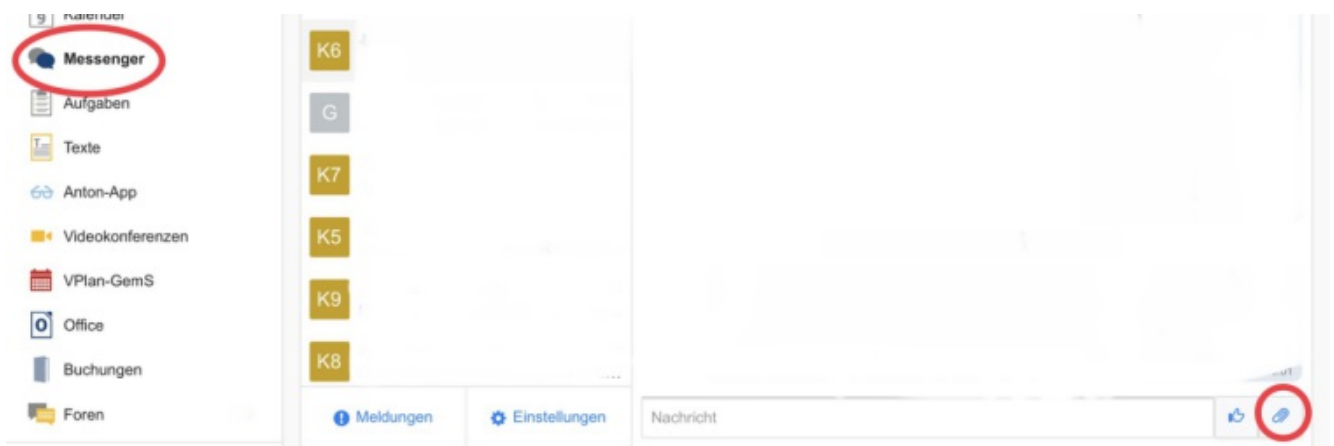 9 Kalender
Messenger
Aufgaben
Texte
Anton-App
Videokonferenzen
VPlan-GemS
Office
Buchungen
Foren
K6
G
K7
K5
K9
K8
Meldungen
Einstellungen
Nachricht